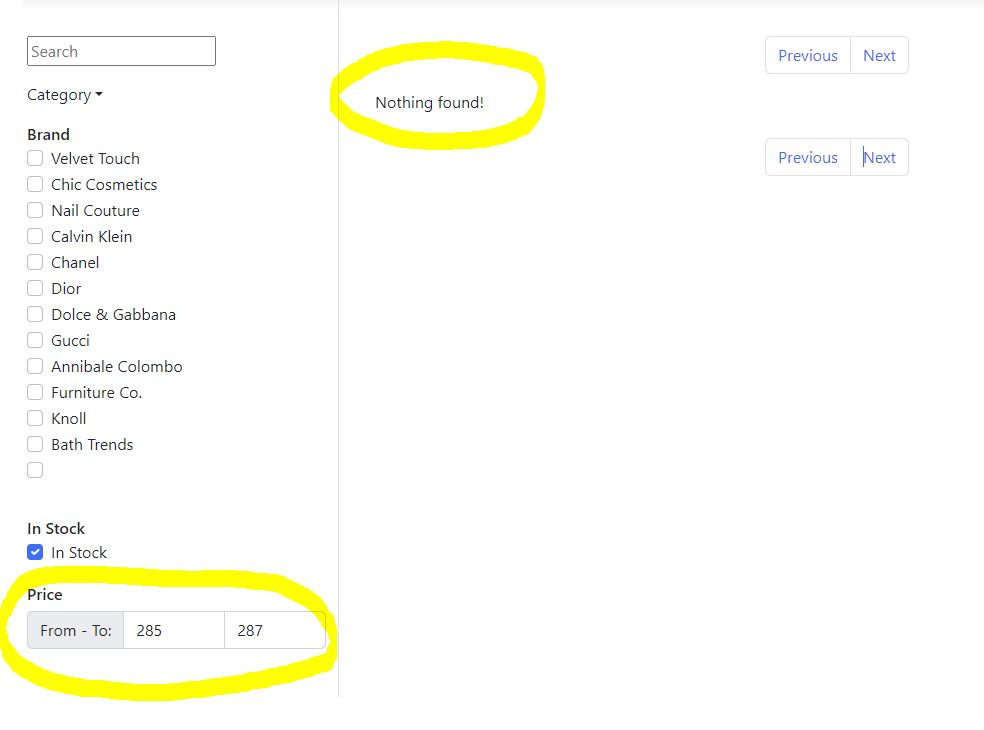 Search
Category
Brand
Velvet Touch
Chic Cosmetics
Nail Couture
Calvin Klein
Chanel
Dior
Dolce & Gabbana
Gucci
Annibale Colombo
Furniture Co.
Knoll
Bath Trends
In Stock
In Stock
Price
From - To: 285 287
Previous Next
Nothing found!
Previous Next